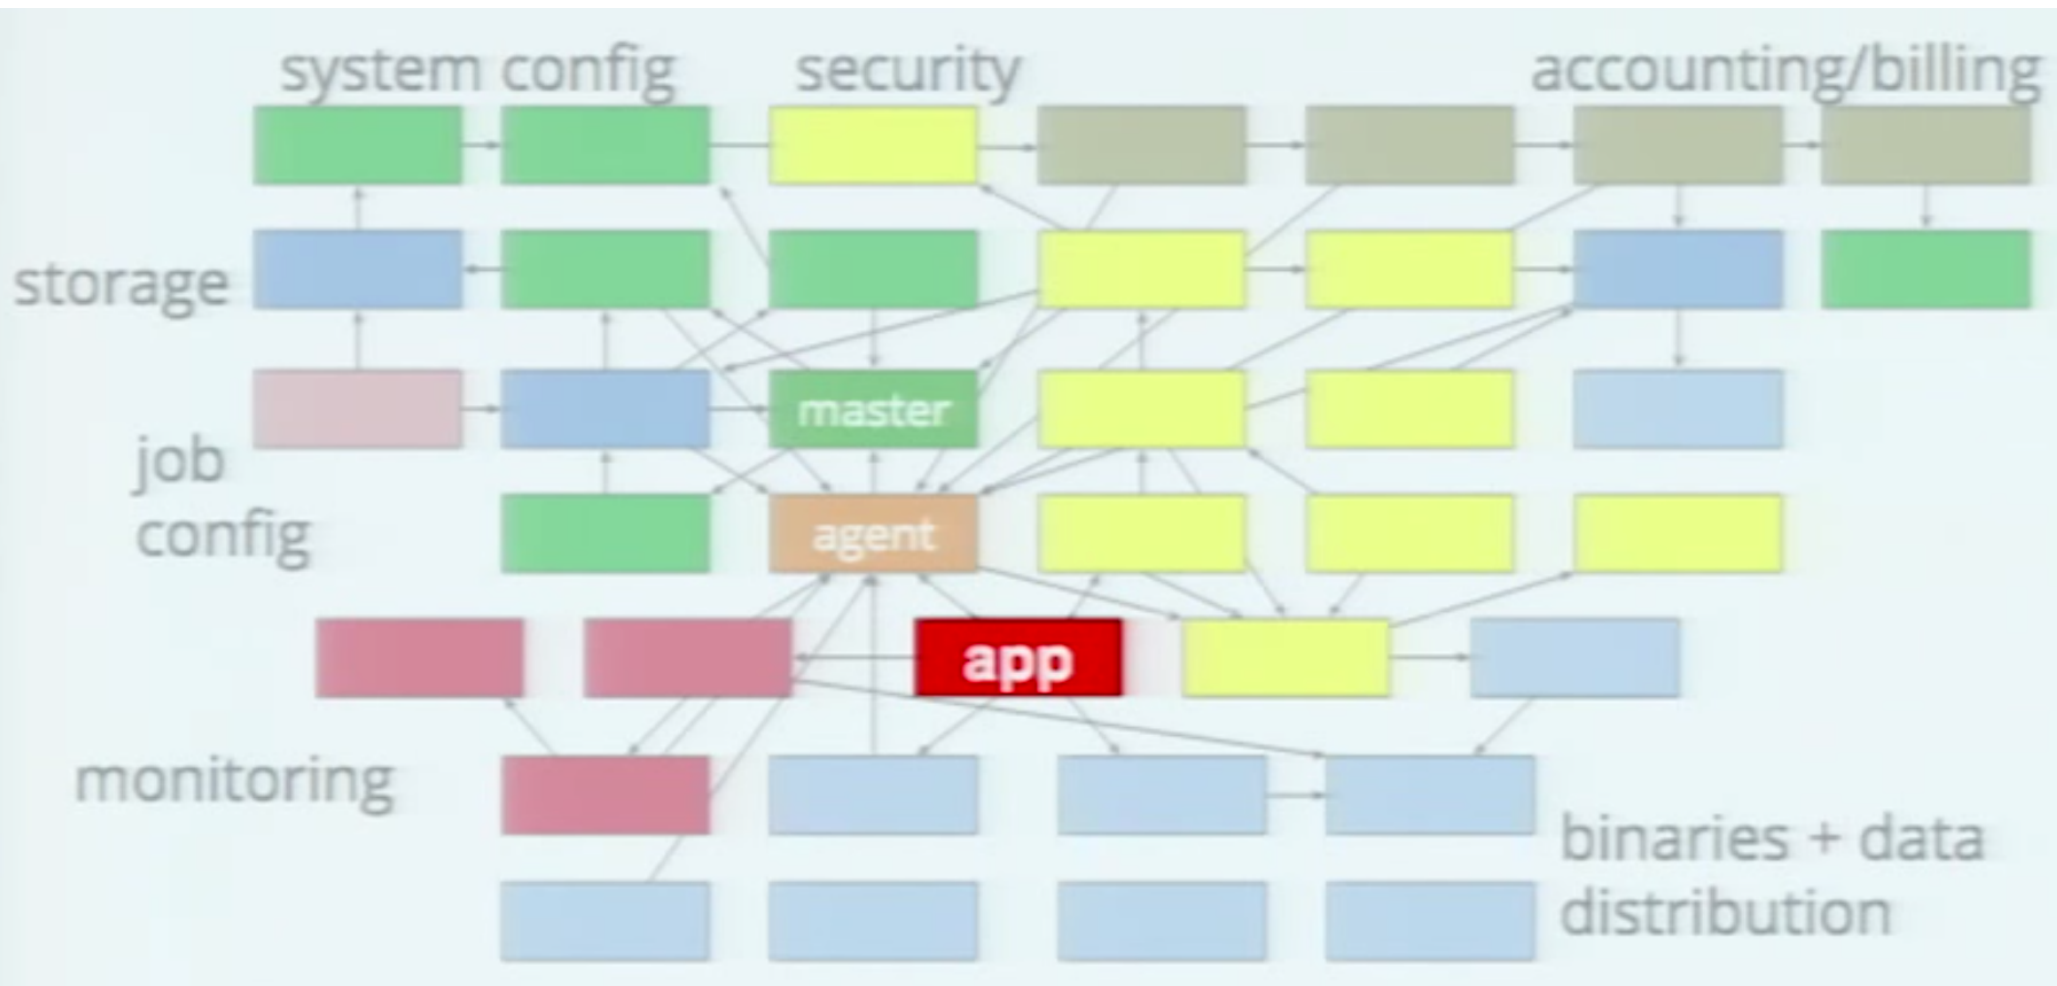 system config
security
accounting/billing
storage
master
job
config
agent
app
monitoring
binaries + data
distribution